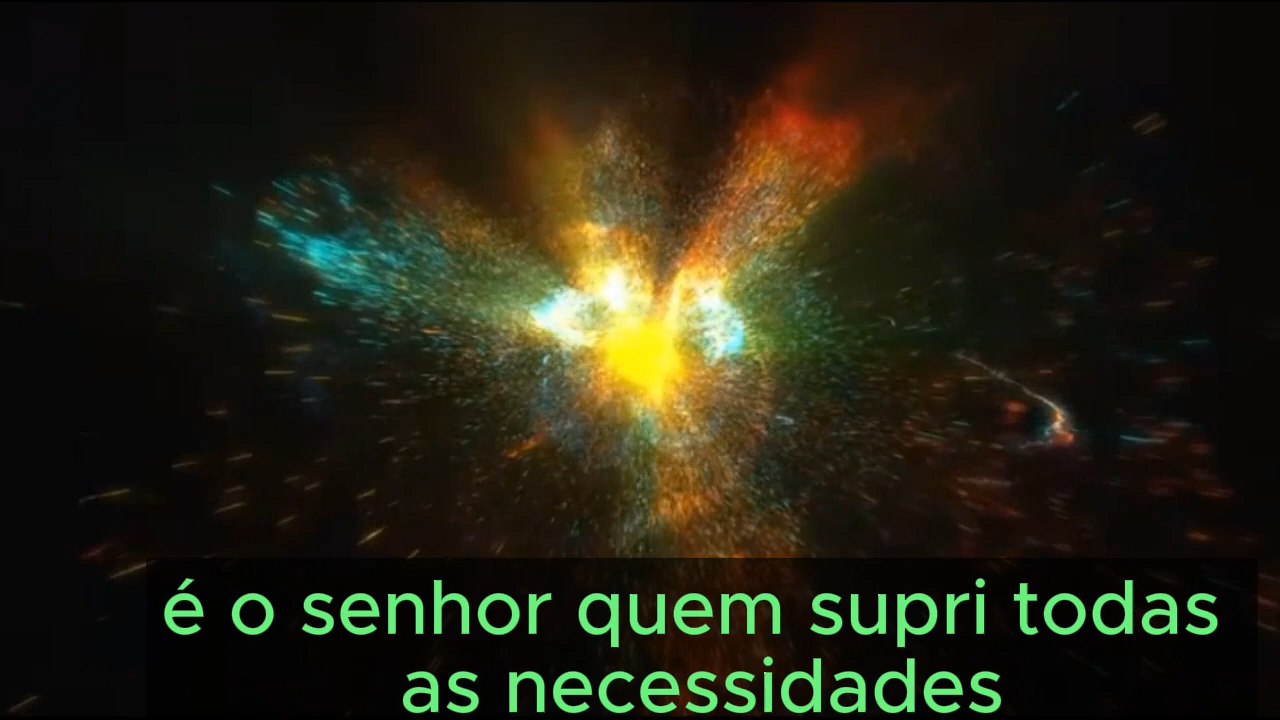 é o senhor quem supri todas
as necessidades